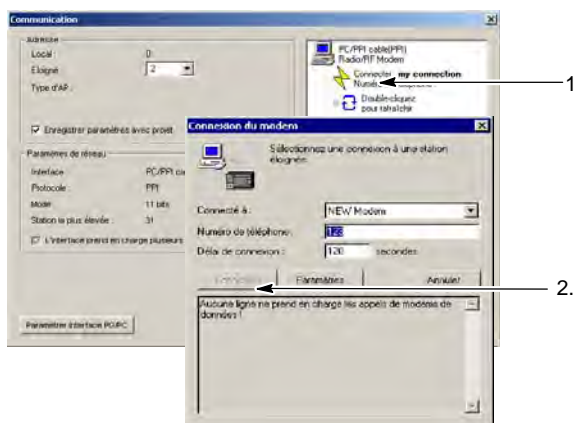 Communication
Adresse
Local :
0
Eloigné
2
Type d'AP :
Enregistrer paramètres avec projet
Paramètres de réseau
Interface
PC/PPI ca
Protocole :
PPI
Mode
11 bits
Station la plus élevée :
31
L'interface prend en charge plusieurs
Paramétrer interface PG/PC
PC/PPI cable(PPI)
Radio/RF Modem
Connecter my connection
Numéro
Double-cliquez
pour rafraîchir
1
Connexion du modem
Sélectionnez une connexion à une station
éloignée.
Connecté à :
NEW Modem
Numéro de téléphone :
123
Délai de connexion :
120 secondes
Paramètres
Annuler
2.
Aucune ligne ne prend en charge les appels de modems de
données !